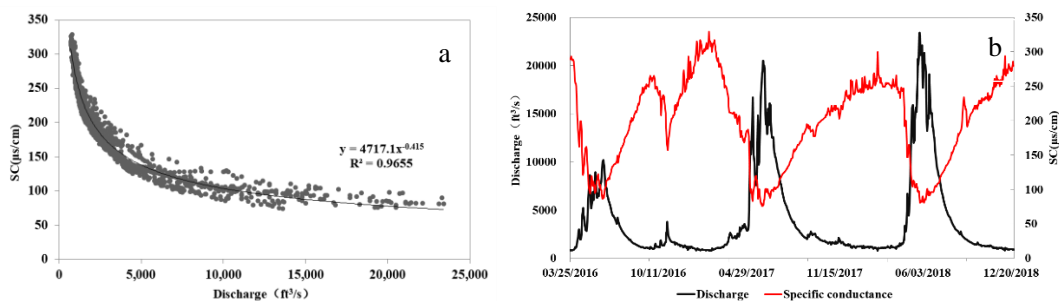 a
350
300
250
200
150
100
50
0
SC(μs/cm)
y = 4717.1x^-0.415
R² = 0.9655
0 5,000 10,000 15,000 20,000 25,000
Discharge（ft³/s）
b
25000
20000
15000
10000
5000
0
Discharge（ft³/s）
350
300
250
200
150
100
50
0
SC(μs/cm)
03/25/2016 10/11/2016 04/29/2017 11/15/2017 06/03/2018 12/20/2018
Discharge Specific conductance